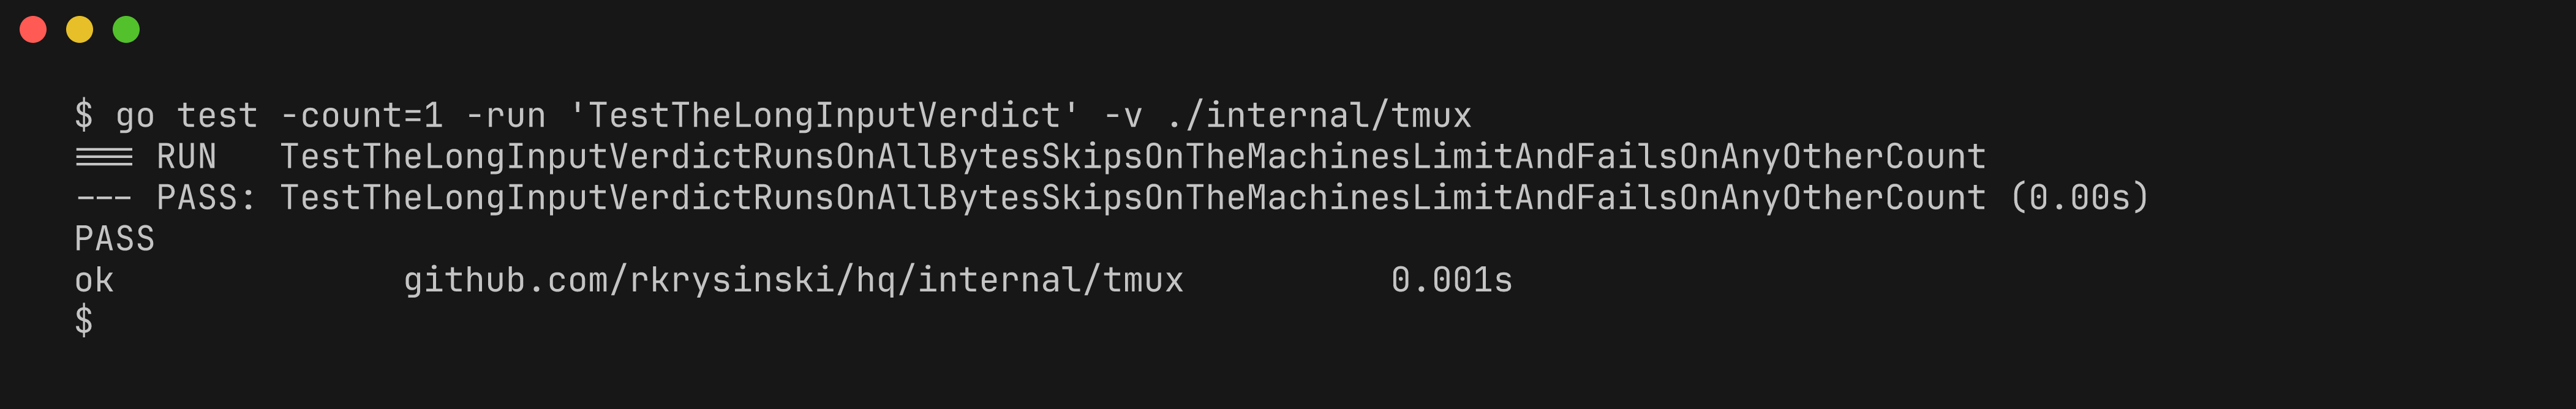 $ go test -count=1 -run 'TestTheLongInputVerdict' -v ./internal/tmux
=== RUN   TestTheLongInputVerdictRunsOnAllBytesSkipsOnTheMachinesLimitAndFailsOnAnyOtherCount
--- PASS: TestTheLongInputVerdictRunsOnAllBytesSkipsOnTheMachinesLimitAndFailsOnAnyOtherCount (0.00s)
PASS
ok  	github.com/rkrysinski/hq/internal/tmux	0.001s
$